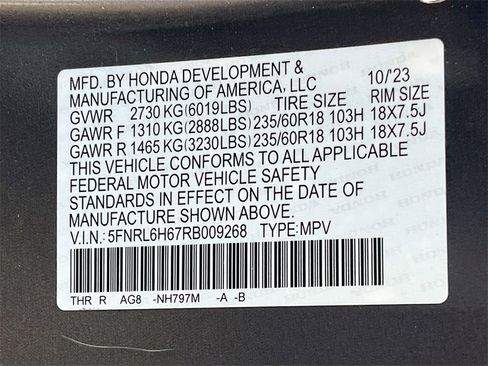 MFD. BY HONDA DEVELOPMENT &
MANUFACTURING OF AMERICA, LLC 10/'23
GVWR 2730 KG(6019LBS) TIRE SIZE RIM SIZE
GAWR F 1310 KG(2888LBS) 235/60R18 103H 18X7.5J
GAWR R 1465 KG(3230LBS) 235/60R18 103H 18X7.5J
THIS VEHICLE CONFORMS TO ALL APPLICABLE
FEDERAL MOTOR VEHICLE SAFETY
STANDARDS IN EFFECT ON THE DATE OF
MANUFACTURE SHOWN ABOVE.
V.I.N.: 5FNRL6H67RB009268 TYPE: MPV
THR R AG8 -NH797M -A -B